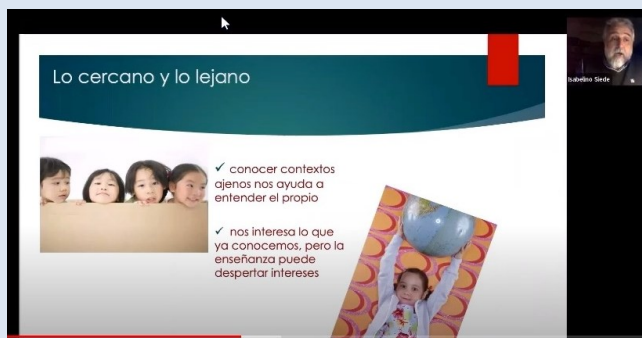 Lo cercano y lo lejano
Isabelino Siede
✓ conocer contextos
ajenos nos ayuda a
entender el propio
✓ nos interesa lo que
ya conocemos, pero la
enseñanza puede
despertar intereses